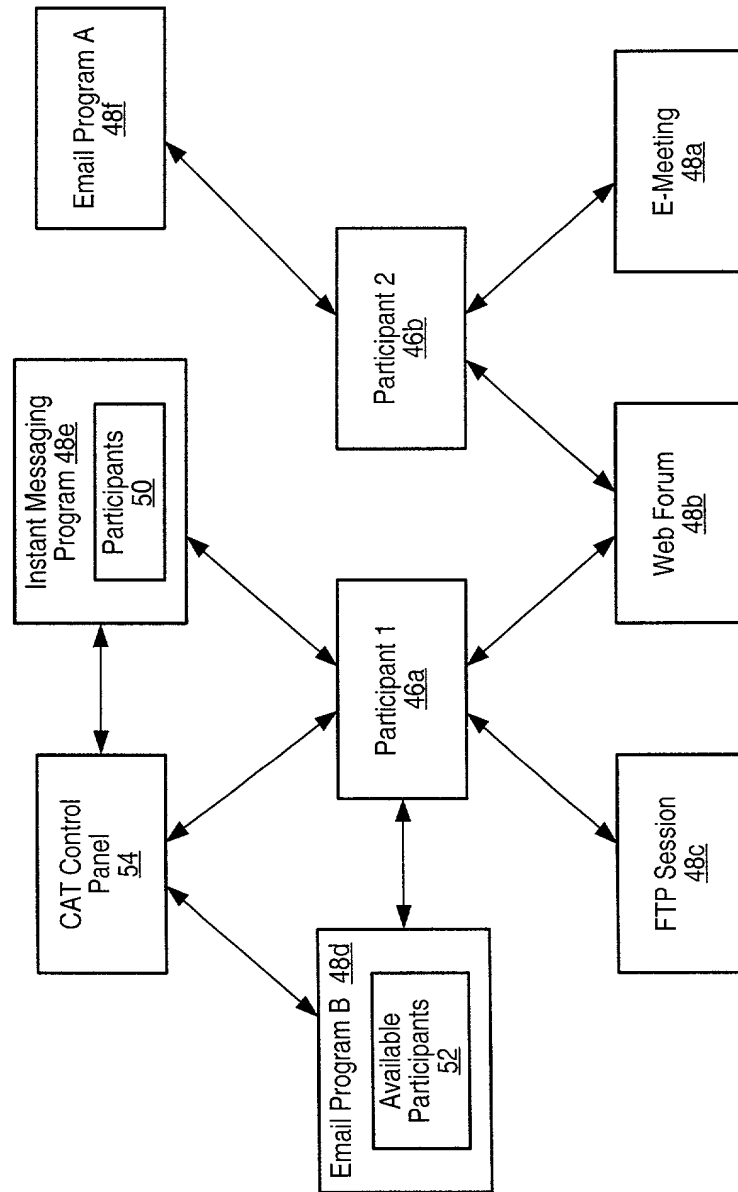 CAT Control
Panel
54
Instant Messaging
Program 48e
Participants
50
Email Program A
48f
Email Program B 48d
Available
Participants
52
Participant 1
46a
Participant 2
46b
FTP Session
48c
Web Forum
48b
E-Meeting
48a